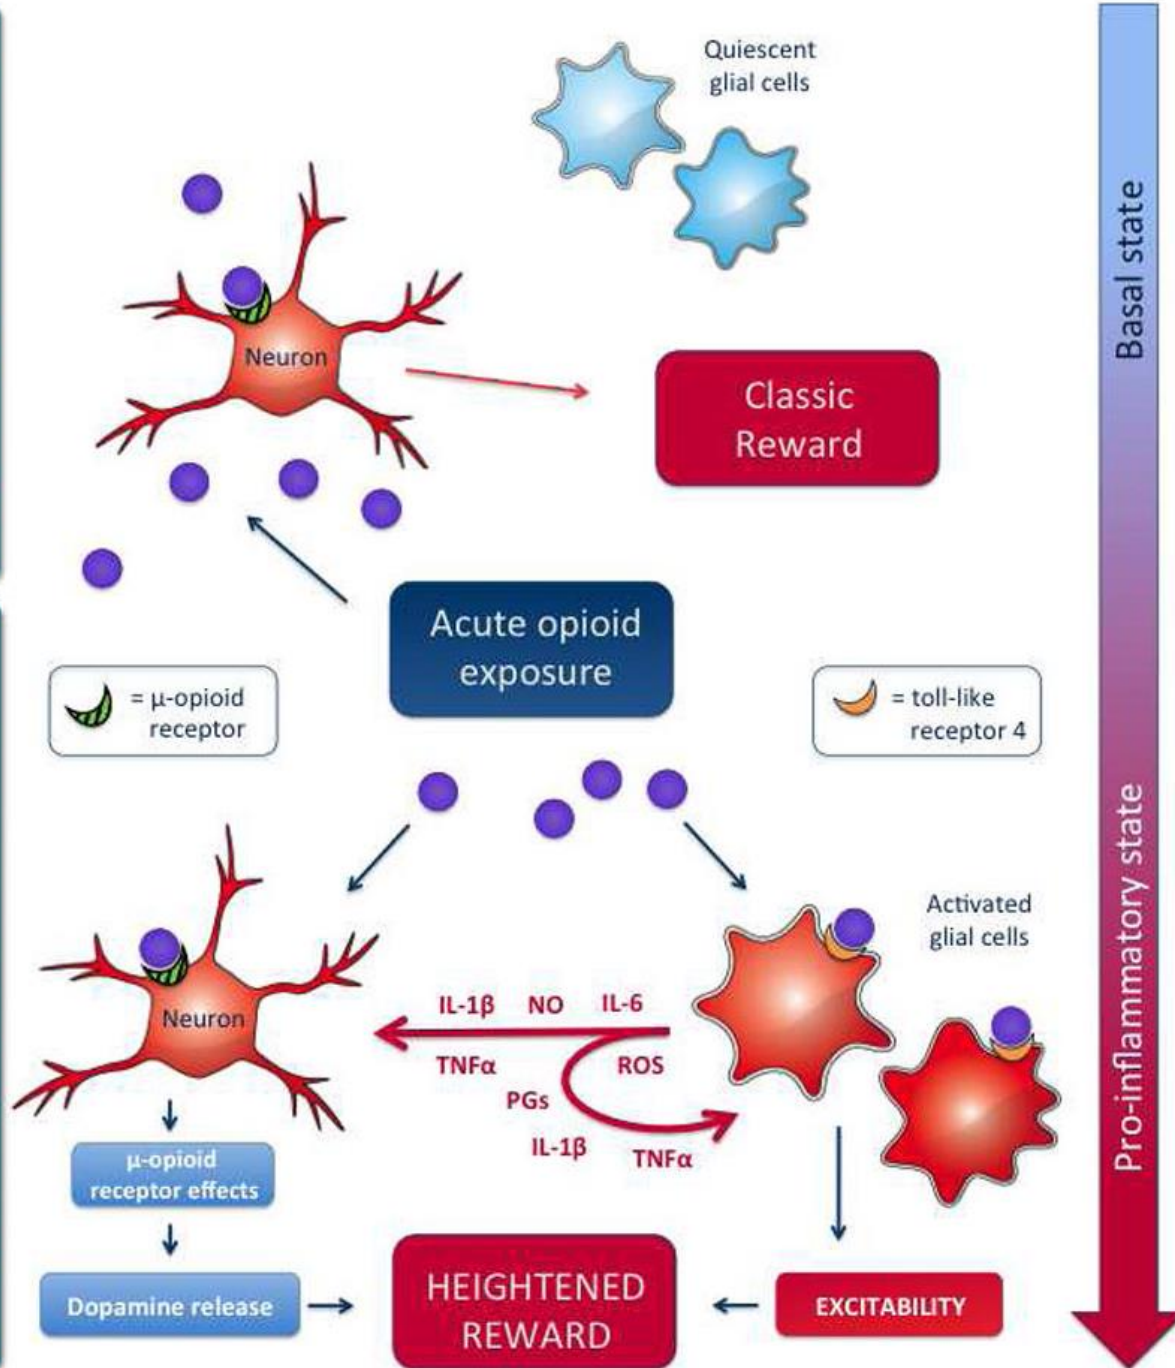 Quiescent
glial cells
Basal state
Neuron
Classic
Reward
Acute opioid
exposure
= μ-opioid
receptor
= toll-like
receptor 4
Pro-inflammatory state
Activated
glial cells
Neuron
IL-1β NO IL-6
TNFα ROS
PGs
IL-1β TNFα
μ-opioid
receptor effects
Dopamine release
HEIGHTENED
REWARD
EXCITABILITY